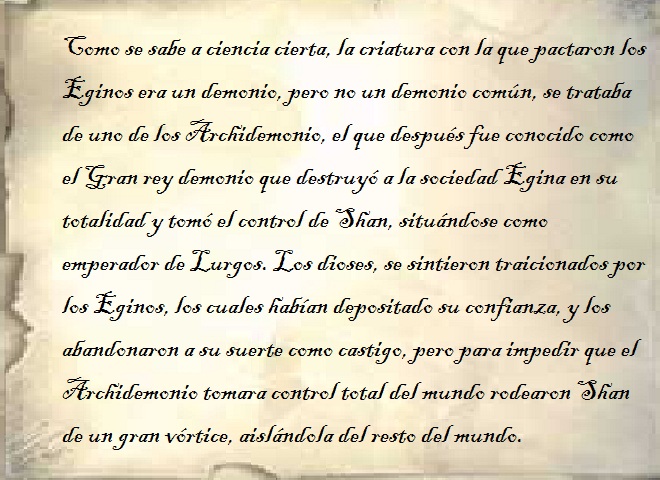 Como se sabe a ciencia cierta, la criatura con la que pactaron los
Eginos era un demonio, pero no un demonio común, se trataba
de uno de los Archidemonio, el que después fue conocido como
el Gran rey demonio que destruyó a la sociedad Egina en su
totalidad y tomó el control de Shan, situándose como
emperador de Lurgos. Los dioses, se sintieron traicionados por
los Eginos, los cuales habían depositado su confianza, y los
abandonaron a su suerte como castigo, pero para impedir que el
Archidemonio tomara control total del mundo rodearon Shan
de un gran vórtice, aislándola del resto del mundo.